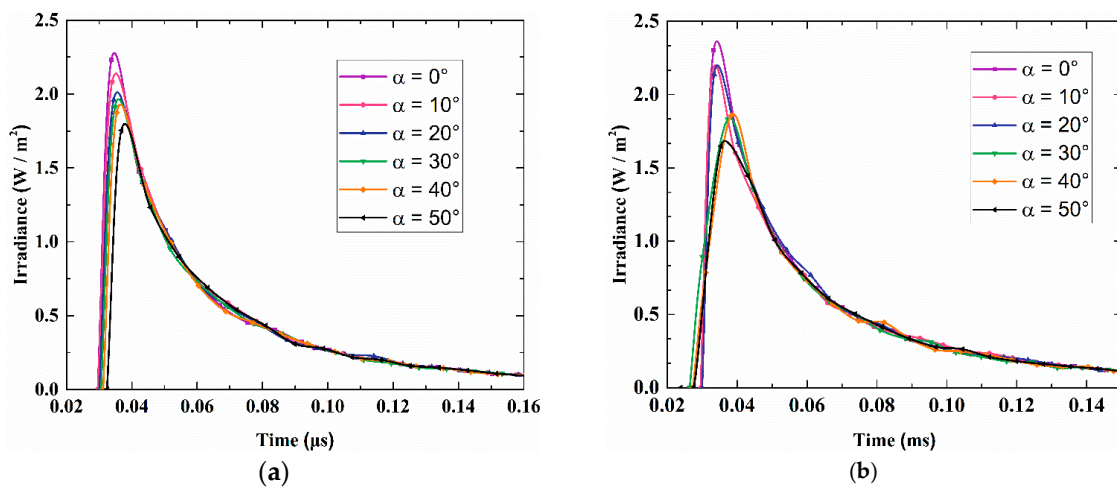 2.5
2.0
1.5
1.0
0.5
0.0
Irradiance (W / m²)
0.02 0.04 0.06 0.08 0.10 0.12 0.14 0.16
Time (μs)
α = 0°
α = 10°
α = 20°
α = 30°
α = 40°
α = 50°
(a)
2.5
2.0
1.5
1.0
0.5
0.0
Irradiance (W / m²)
0.02 0.04 0.06 0.08 0.10 0.12 0.14
Time (ms)
α = 0°
α = 10°
α = 20°
α = 30°
α = 40°
α = 50°
(b)